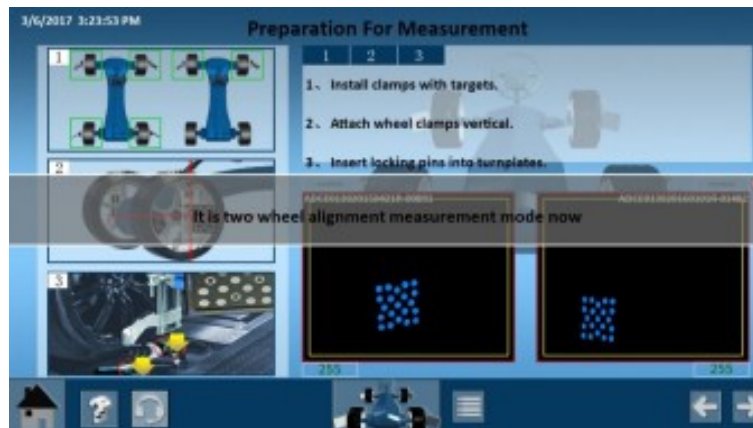 3/6/2017 3:23:53 PM
Preparation For Measurement
1
1 2 3
1、Install clamps with targets.
2、Attach wheel clamps vertical.
2
3、Insert locking pins into turnplates.
It is two wheel alignment measurement mode now
3
255
255